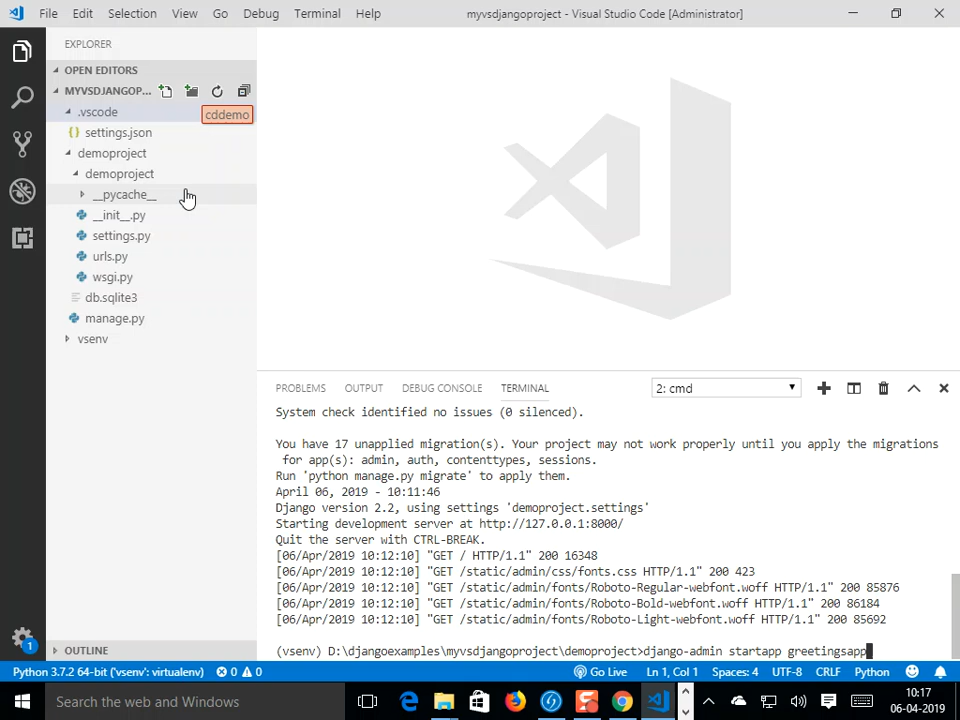 File Edit Selection View Go Debug Terminal Help
myvsdjangoproject - Visual Studio Code [Administrator]
EXPLORER
OPEN EDITORS
MYVSDJANGOP...
.vscode
cddemo
{} settings.json
demoproject
demoproject
__pycache__
__init__.py
settings.py
urls.py
wsgi.py
db.sqlite3
manage.py
vsenv
OUTLINE
PROBLEMS OUTPUT DEBUG CONSOLE TERMINAL
2: cmd
System check identified no issues (0 silenced).
You have 17 unapplied migration(s). Your project may not work properly until you apply the migrations
for app(s): admin, auth, contenttypes, sessions.
Run 'python manage.py migrate' to apply them.
April 06, 2019 - 10:11:46
Django version 2.2, using settings 'demoproject.settings'
Starting development server at http://127.0.0.1:8000/
Quit the server with CTRL-BREAK.
[06/Apr/2019 10:12:10] "GET / HTTP/1.1" 200 16348
[06/Apr/2019 10:12:10] "GET /static/admin/css/fonts.css HTTP/1.1" 200 423
[06/Apr/2019 10:12:10] "GET /static/admin/fonts/Roboto-Regular-webfont.woff HTTP/1.1" 200 85876
[06/Apr/2019 10:12:10] "GET /static/admin/fonts/Roboto-Bold-webfont.woff HTTP/1.1" 200 86184
[06/Apr/2019 10:12:10] "GET /static/admin/fonts/Roboto-Light-webfont.woff HTTP/1.1" 200 85692
(vsenv) D:\djangoexamples\myvsdjangoproject\demoproject>django-admin startapp greetingsapp
1
Python 3.7.2 64-bit ('vsenv': virtualenv) 0 0 Go Live Ln 1, Col 1 Spaces: 4 UTF-8 CRLF Python 1
Search the web and Windows
10:17
06-04-2019